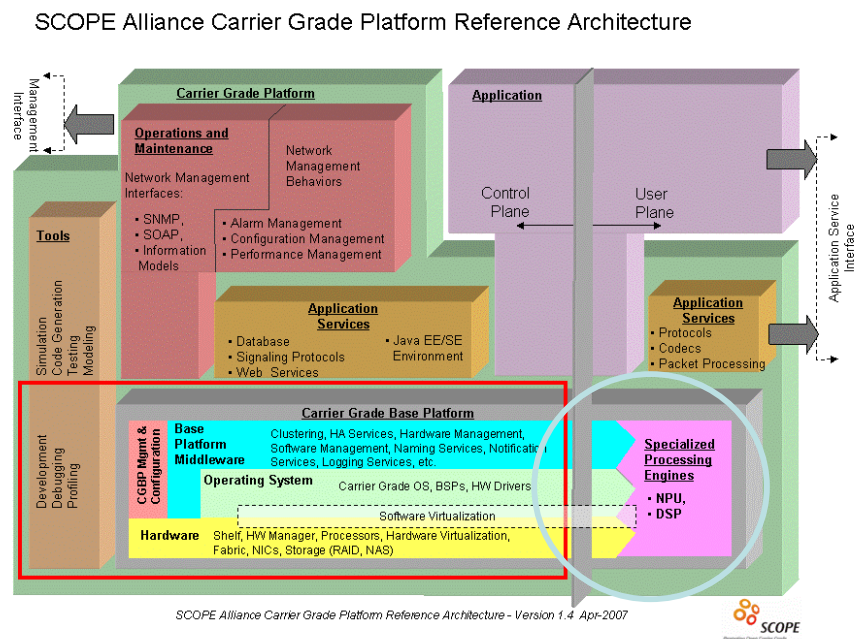 SCOPE Alliance Carrier Grade Platform Reference Architecture
Management
Interface
Carrier Grade Platform
Application
Operations and
Maintenance
Network Management
Interfaces:
▪ SNMP,
▪ SOAP,
▪ Information
Models
Network
Management
Behaviors
▪ Alarm Management
▪ Configuration Management
▪ Performance Management
Control
Plane
User
Plane
Application Service
Interface
Tools
Simulation
Code Generation
Testing
Modeling
Development
Debugging
Profiling
Application
Services
▪ Database
▪ Signaling Protocols
▪ Web Services
▪ Java EE/SE
Environment
Application
Services
▪ Protocols
▪ Codecs
▪ Packet Processing
Carrier Grade Base Platform
CGBP Mgmt &
Configuration
Base
Platform
Middleware
Clustering, HA Services, Hardware Management,
Software Management, Naming Services, Notification
Services, Logging Services, etc.
Operating System
Carrier Grade OS, BSPs, HW Drivers
Software Virtualization
Hardware
Shelf, HW Manager, Processors, Hardware Virtualization,
Fabric, NICs, Storage (RAID, NAS)
Specialized
Processing
Engines
▪ NPU,
▪ DSP
SCOPE Alliance Carrier Grade Platform Reference Architecture - Version 1.4 Apr-2007
SCOPE